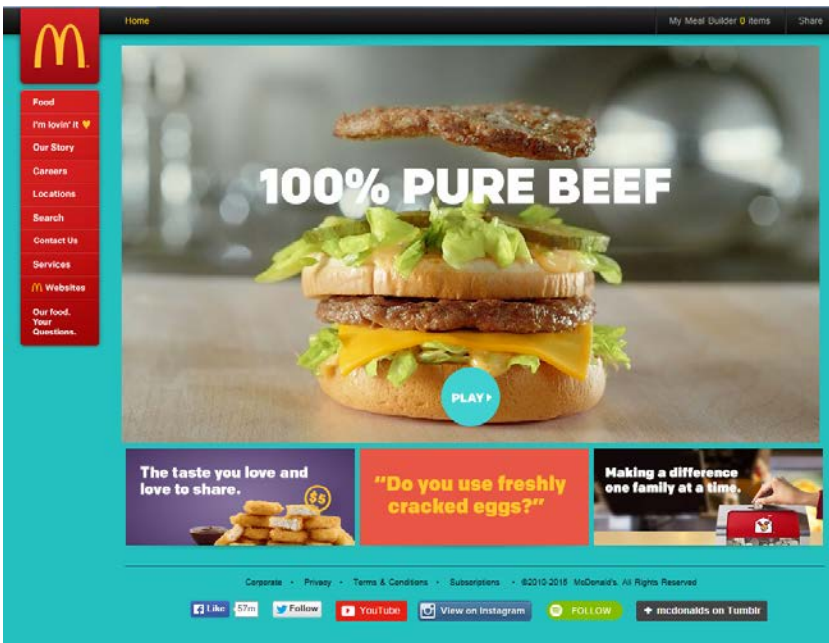 Home
My Meal Builder 0 items
Share
Food
I'm lovin' it
Our Story
Careers
Locations
Search
Contact Us
Services
Websites
Our food.
Your
Questions.
100% PURE BEEF
PLAY
The taste you love and
love to share.
$5
"Do you use freshly
cracked eggs?"
Making a difference
one family at a time.
Corporate • Privacy • Terms & Conditions • Subscriptions • ©2010-2015 McDonald's. All Rights Reserved
Like 57m
Follow
YouTube
View on Instagram
FOLLOW
+ mcdonalds on Tumblr